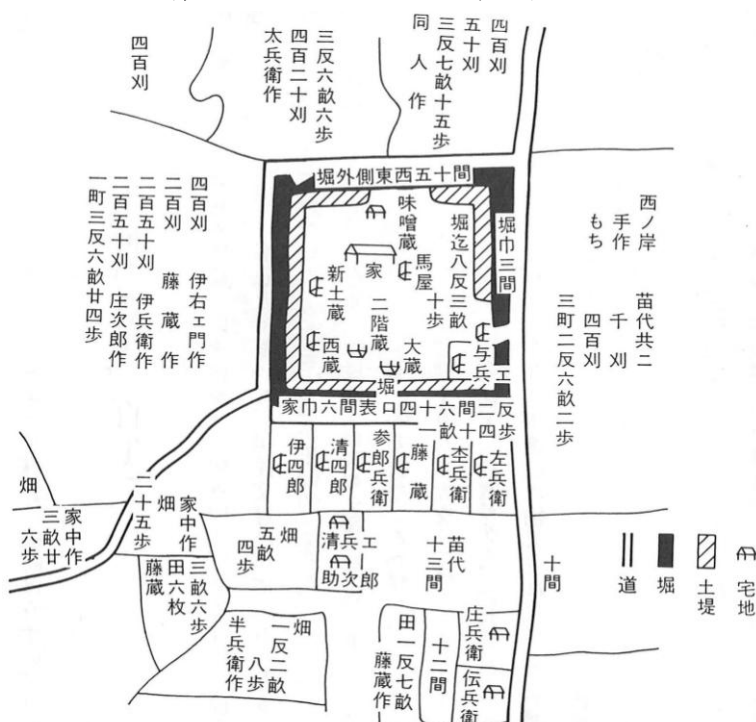 四百刈
五十刈
三反七畝十五歩
同人作
三反六畝六歩
四百二十刈
太兵衛作
四百刈
堀外側東西五十間
堀巾三間
味噌蔵
堀迄八反三畝
十歩
馬屋
家
新土蔵
二階蔵
大蔵
西蔵
与兵エ
堀
家巾六間表口四十六間二反
一畝十四歩
西ノ岸
手作
もち
苗代共ニ
千刈
四百刈
三町二反六畝二歩
四百刈 伊右ェ門作
二百刈 藤蔵作
二百五十刈 伊兵衛作
二百五十刈 庄次郎作
一町三反六畝廿四歩
左兵衛
杢兵衛
藤蔵
参郎兵衛
清四郎
伊四郎
清兵エ
助次郎
苗代
十三間
十間
畑
五畝
四歩
家中作
畑
二十五歩
畑
家中作
三畝廿
六歩
三畝六歩
田六枚
藤蔵
畑
一反二畝
八歩
半兵衛作
田一反七畝
藤蔵作
十二間
庄兵衛
伝兵衛
宅地
土堤
堀
道